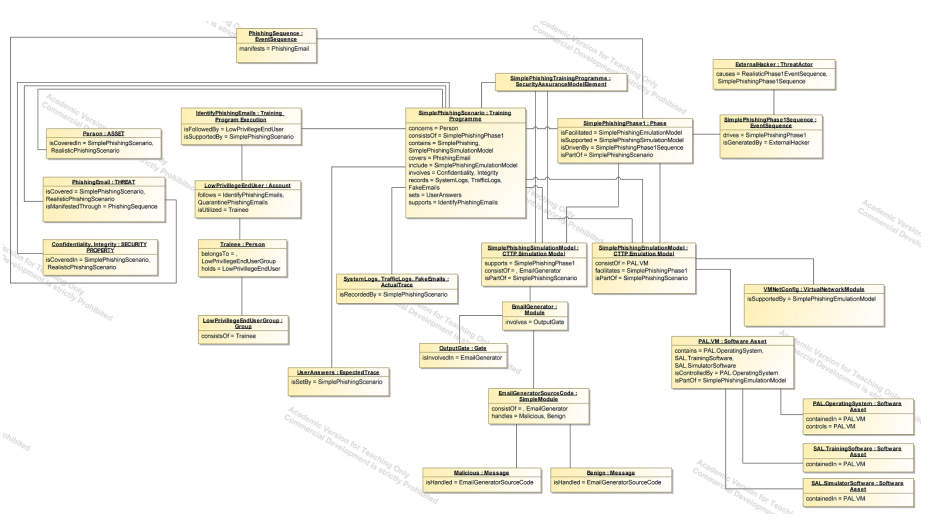 PhishingSequence :
EventSequence
manifests = PhishingEmail
SimplePhishingTrainingProgramme :
SecurityAssuranceModelElement
ExternalHacker : ThreatActor
causes = RealisticPhase1EventSequence,
SimplePhishingPhase1Sequence
Person : ASSET
isCoveredIn = SimplePhishingScenario,
RealisticPhishingScenario
IdentifyPhishingEmails : Training
Program Execution
isFollowedBy = LowPrivilegeEndUser
isSupportedBy = SimplePhishingScenario
SimplePhishingScenario : Training
Programme
concerns = Person
consistsOf = SimplePhishingPhase1
contains = SimplePhishing,
SimplePhishingSimulationModel
covers = PhishingEmail
include = SimplePhishingEmulationModel
involves = Confidentiality, Integrity
records = SystemLogs, TrafficLogs,
FakeEmails
sets = UserAnswers
supports = IdentifyPhishingEmails
SimplePhishingPhase1 : Phase
isFacilitated = SimplePhishingEmulationModel
isSupported = SimplePhishingSimulationModel
isDrivenBy = SimplePhishingPhase1Sequence
isPartOf = SimplePhishingScenario
SimplePhishingPhase1Sequence :
EventSequence
drives = SimplePhishingPhase1
isGeneratedBy = ExternalHacker
PhishingEmail : THREAT
isCovered = SimplePhishingScenario,
RealisticPhishingScenario
isManifestedThrough = PhishingSequence
LowPrivillegeEndUser : Account
follows = IdentifyPhishingEmails,
QuarantinePhishingEmails
isUtilized = Trainee
Confidentiality, Integrity : SECURITY
PROPERTY
isCoveredIn = SimplePhishingScenario,
RealisticPhishingScenario
Trainee : Person
belongsTo = ,
LowPrivillegeEndUserGroup
holds = LowPrivillegeEndUser
SystemLogs, TrafficLogs, FakeEmails :
ActualTrace
isRecordedBy = SimplePhishingScenario
SimplePhishingSimulationModel :
CTTP Simulation Model
supports = SimplePhishingPhase1
consistOf = , EmailGenerator
isPartOf = SimplePhishingScenario
SimplePhishingEmulationModel :
CTTP Emulation Model
consistOf = PAL.VM
facilitates = SimplePhishingPhase1
isPartOf = SimplePhishingScenario
VMNetConfig : VirtualNetworkModule
isSupportedBy = SimplePhishingEmulationModel
LowPrivillegeEndUserGroup :
Group
consistsOf = Trainee
EmailGenerator :
Module
involves = OutputGate
OutputGate : Gate
isInvolvedIn = EmailGenerator
UserAnswers : ExpectedTrace
isSetBy = SimplePhishingScenario
PAL.VM : Software Asset
contains = PAL.OperatingSystem,
SAL.TrainingSoftware,
SAL.SimulatorSoftware
isControlledBy = PAL.OperatingSystem
isPartOf = SimplePhishingEmulationModel
EmailGeneratorSourceCode :
SimpleModule
consistOf = , EmailGenerator
handles = Malicious, Benign
PAL.OperatingSystem : Software
Asset
containedIn = PAL.VM
controls = PAL.VM
SAL.TrainingSoftware : Software
Asset
containedIn = PAL.VM
Malicious : Message
isHandled = EmailGeneratorSourceCode
Benign : Message
isHandled = EmailGeneratorSourceCode
SAL.SimulatorSoftware : Software
Asset
containedIn = PAL.VM
Academic Version for Teaching Only
Commercial Development is strictly Prohibited